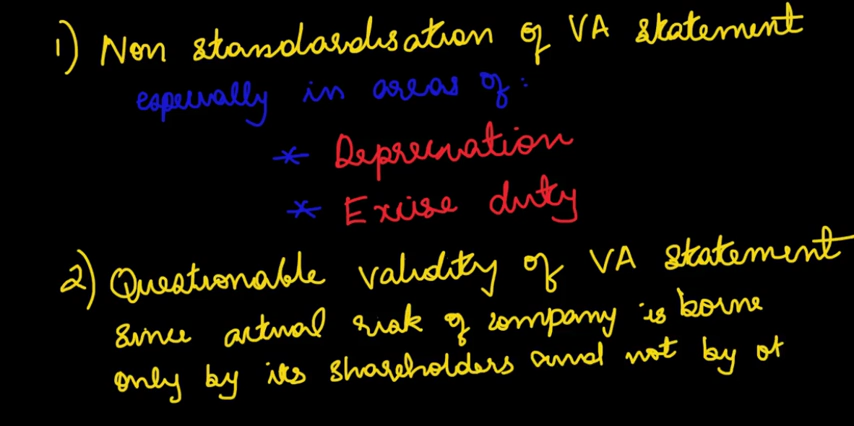 1) Non standardisation of VA statement
especially in areas of:
* Depreciation
* Excise duty
2) Questionable validity of VA statement
since actual risk of company is borne
only by its shareholders and not by ot